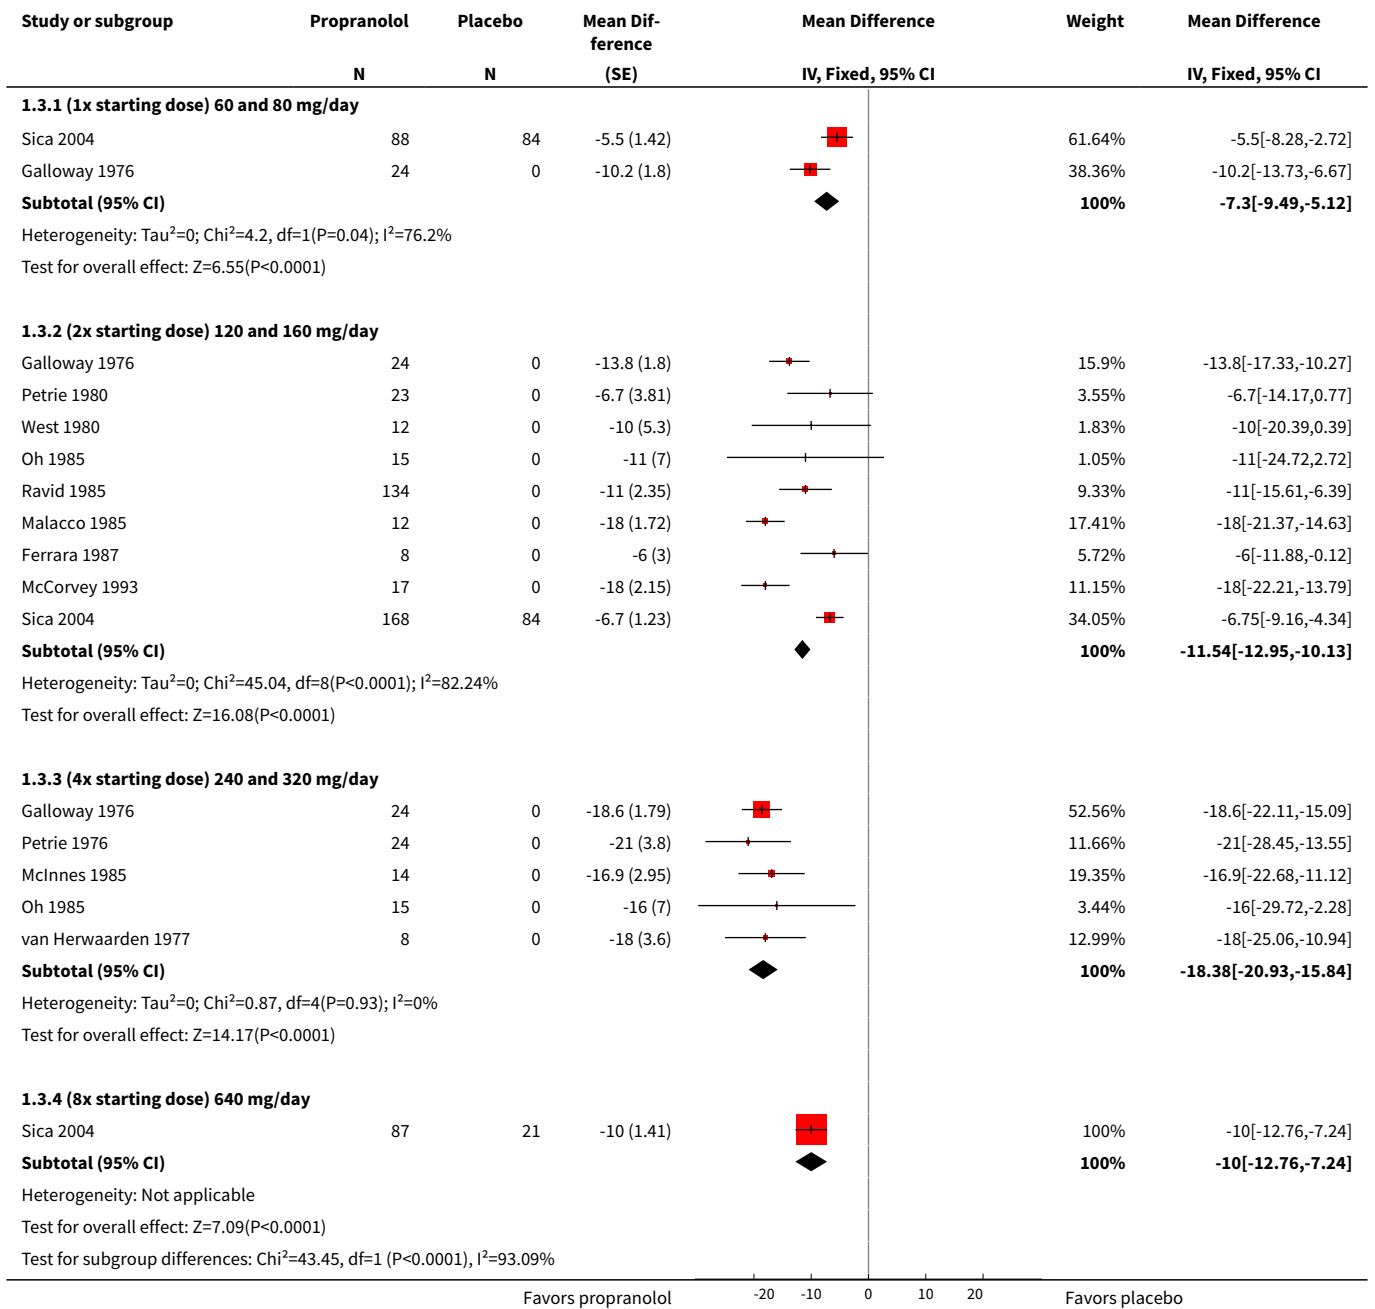 Study or subgroup Propranolol Placebo Mean Dif- Mean Difference Weight Mean Difference
ference
N N (SE) IV, Fixed, 95% CI IV, Fixed, 95% CI
1.3.1 (1x starting dose) 60 and 80 mg/day
Sica 2004 88 84 -5.5 (1.42) 61.64% -5.5[-8.28,-2.72]
Galloway 1976 24 0 -10.2 (1.8) 38.36% -10.2[-13.73,-6.67]
Subtotal (95% CI) 100% -7.3[-9.49,-5.12]
Heterogeneity: Tau²=0; Chi²=4.2, df=1(P=0.04); I²=76.2%
Test for overall effect: Z=6.55(P<0.0001)
1.3.2 (2x starting dose) 120 and 160 mg/day
Galloway 1976 24 0 -13.8 (1.8) 15.9% -13.8[-17.33,-10.27]
Petrie 1980 23 0 -6.7 (3.81) 3.55% -6.7[-14.17,0.77]
West 1980 12 0 -10 (5.3) 1.83% -10[-20.39,0.39]
Oh 1985 15 0 -11 (7) 1.05% -11[-24.72,2.72]
Ravid 1985 134 0 -11 (2.35) 9.33% -11[-15.61,-6.39]
Malacco 1985 12 0 -18 (1.72) 17.41% -18[-21.37,-14.63]
Ferrara 1987 8 0 -6 (3) 5.72% -6[-11.88,-0.12]
McCorvey 1993 17 0 -18 (2.15) 11.15% -18[-22.21,-13.79]
Sica 2004 168 84 -6.7 (1.23) 34.05% -6.75[-9.16,-4.34]
Subtotal (95% CI) 100% -11.54[-12.95,-10.13]
Heterogeneity: Tau²=0; Chi²=45.04, df=8(P<0.0001); I²=82.24%
Test for overall effect: Z=16.08(P<0.0001)
1.3.3 (4x starting dose) 240 and 320 mg/day
Galloway 1976 24 0 -18.6 (1.79) 52.56% -18.6[-22.11,-15.09]
Petrie 1976 24 0 -21 (3.8) 11.66% -21[-28.45,-13.55]
McInnes 1985 14 0 -16.9 (2.95) 19.35% -16.9[-22.68,-11.12]
Oh 1985 15 0 -16 (7) 3.44% -16[-29.72,-2.28]
van Herwaarden 1977 8 0 -18 (3.6) 12.99% -18[-25.06,-10.94]
Subtotal (95% CI) 100% -18.38[-20.93,-15.84]
Heterogeneity: Tau²=0; Chi²=0.87, df=4(P=0.93); I²=0%
Test for overall effect: Z=14.17(P<0.0001)
1.3.4 (8x starting dose) 640 mg/day
Sica 2004 87 21 -10 (1.41) 100% -10[-12.76,-7.24]
Subtotal (95% CI) 100% -10[-12.76,-7.24]
Heterogeneity: Not applicable
Test for overall effect: Z=7.09(P<0.0001)
Test for subgroup differences: Chi²=43.45, df=1 (P<0.0001), I²=93.09%
Favors propranolol -20 -10 0 10 20 Favors placebo